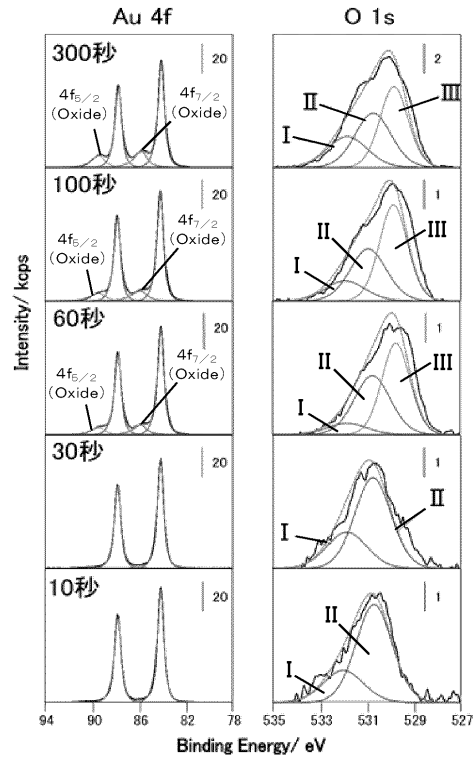 Au 4f
O 1s
300秒
20
4f5/2
(Oxide)
4f7/2
(Oxide)
2
I
II
III
100秒
20
4f5/2
(Oxide)
4f7/2
(Oxide)
1
I
II
III
60秒
20
4f5/2
(Oxide)
4f7/2
(Oxide)
1
I
II
III
30秒
20
1
I
II
10秒
20
1
I
II
Intensity/ kcps
94 90 86 82 78
535 533 531 529 527
Binding Energy/ eV